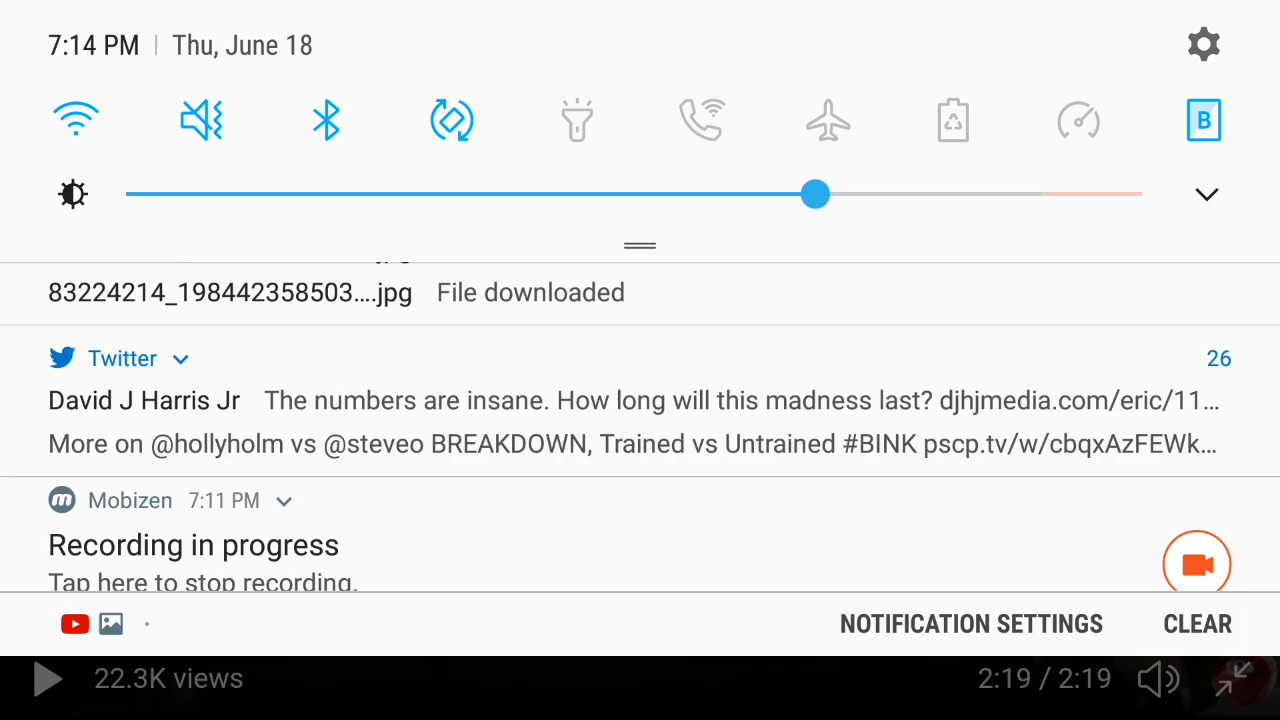 7:14 PM | Thu, June 18
B
83224214_198442358503....jpg File downloaded
Twitter 26
David J Harris Jr The numbers are insane. How long will this madness last? djhjmedia.com/eric/11...
More on @hollyholm vs @steveo BREAKDOWN, Trained vs Untrained #BINK pscp.tv/w/cbqxAzFEWk...
m Mobizen 7:11 PM
Recording in progress
Tap here to stop recording.
NOTIFICATION SETTINGS CLEAR
22.3K views 2:19 / 2:19